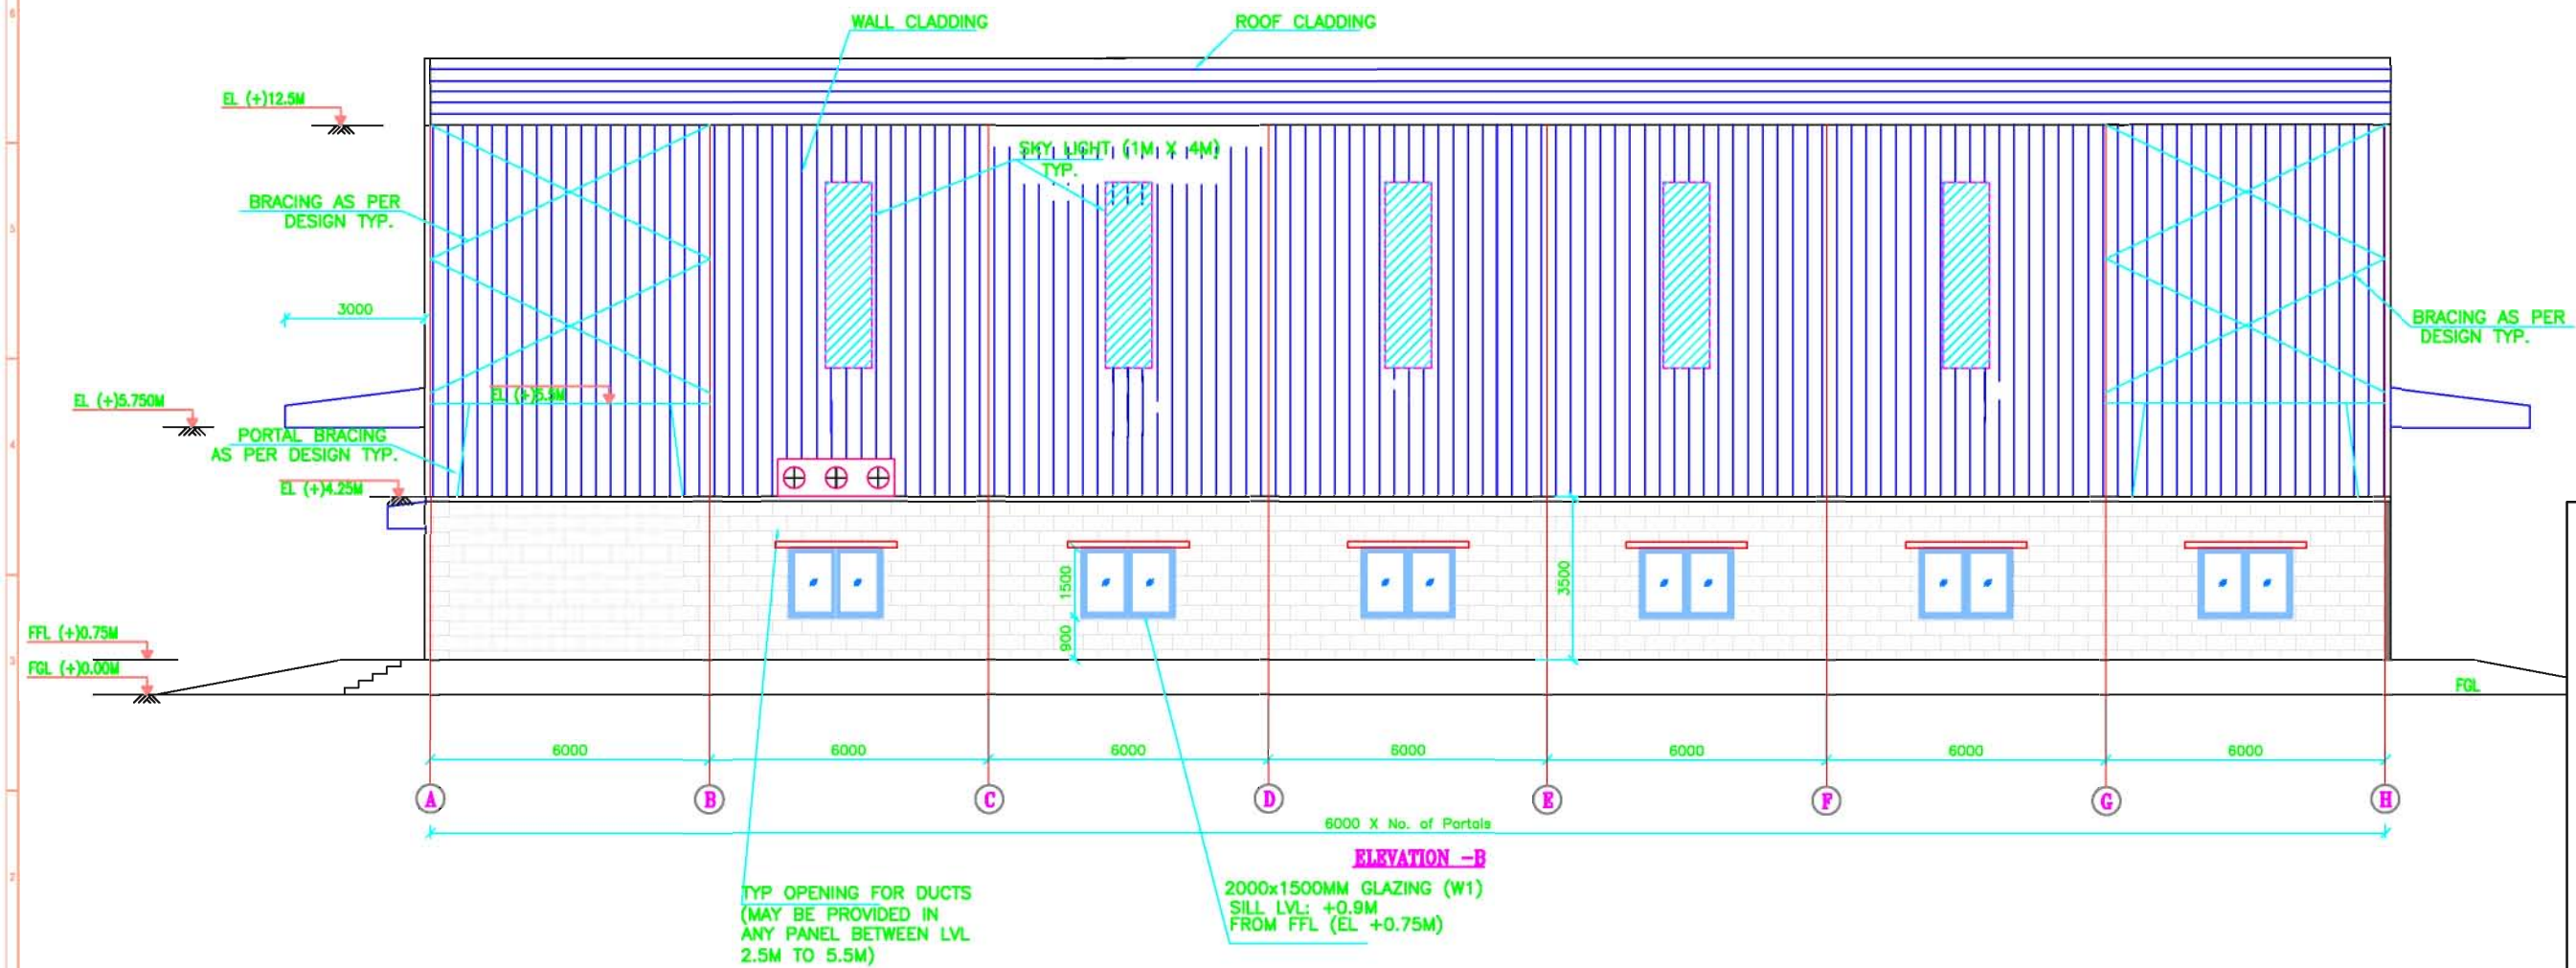 6
WALL CLADDING
ROOF CLADDING
EL (+)12.5M
SKY LIGHT (1M X 4M)
TYP.
BRACING AS PER
DESIGN TYP.
5
3000
BRACING AS PER
DESIGN TYP.
EL (+)5.750M
PORTAL BRACING
AS PER DESIGN TYP.
4
EL (+)4.25M
1500
900
3500
FFL (+)0.75M
3
FGL (+)0.00M
FGL
6000 6000 6000 6000 6000 6000 6000
A B C D E F G H
6000 X No. of Portals
ELEVATION -B
2
TYP OPENING FOR DUCTS
(MAY BE PROVIDED IN
ANY PANEL BETWEEN LVL
2.5M TO 5.5M)
2000x1500MM GLAZING (W1)
SILL LVL: +0.9M
FROM FFL (EL +0.75M)